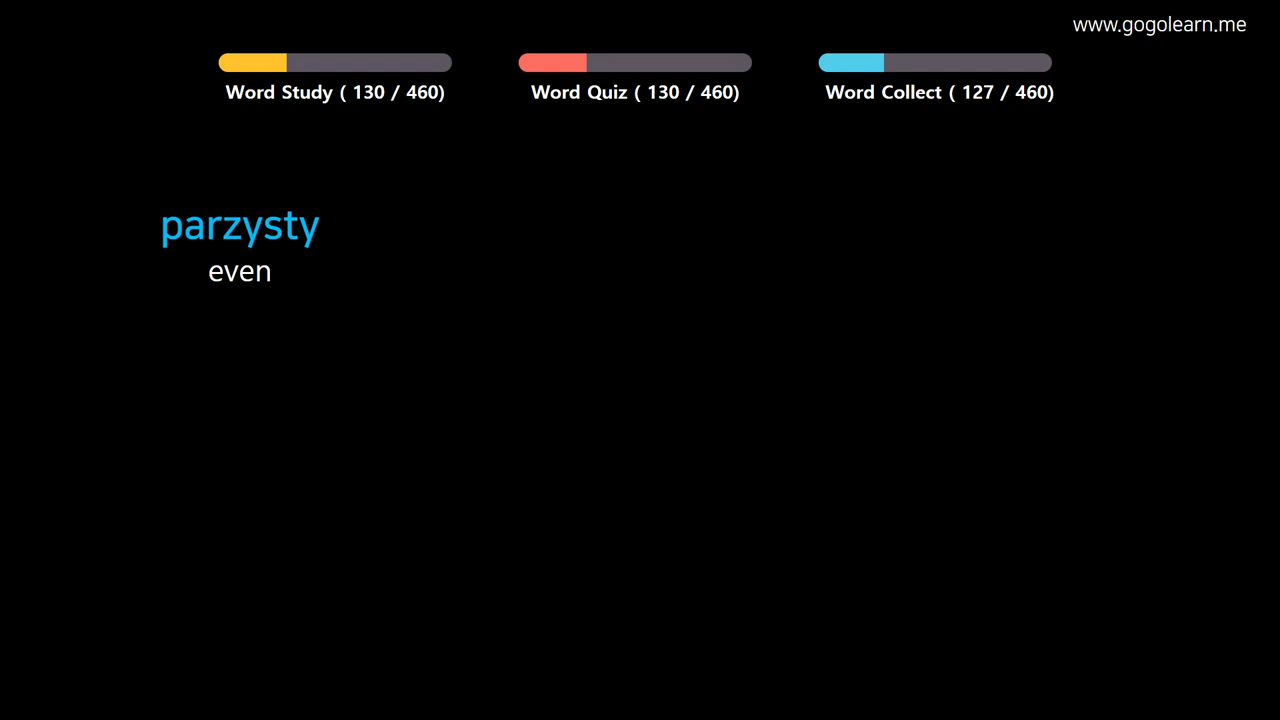 www.gogolearn.me
Word Study ( 130 / 460)
Word Quiz ( 130 / 460)
Word Collect ( 127 / 460)
parzysty
even